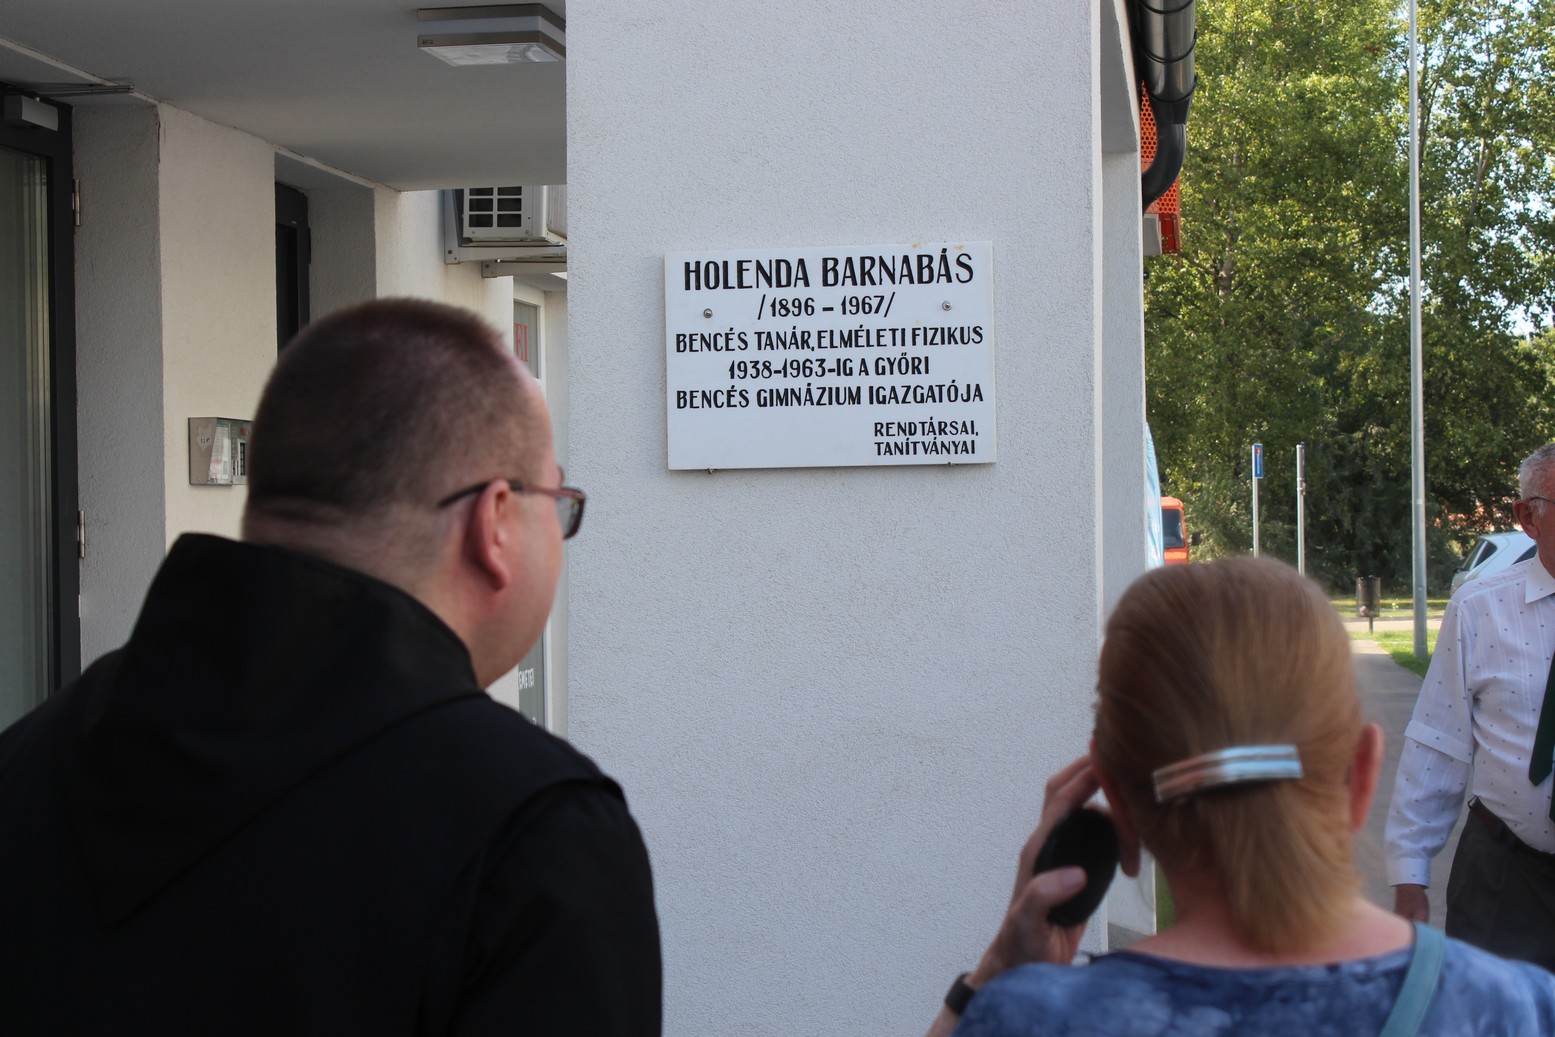 HOLENDA BARNABÁS
/1896 - 1967/
BENCÉS TANÁR, ELMÉLETI FIZIKUS
1938-1963-IG A GYŐRI
BENCÉS GIMNÁZIUM IGAZGATÓJA
RENDTÁRSAI,
TANÍTVÁNYAI